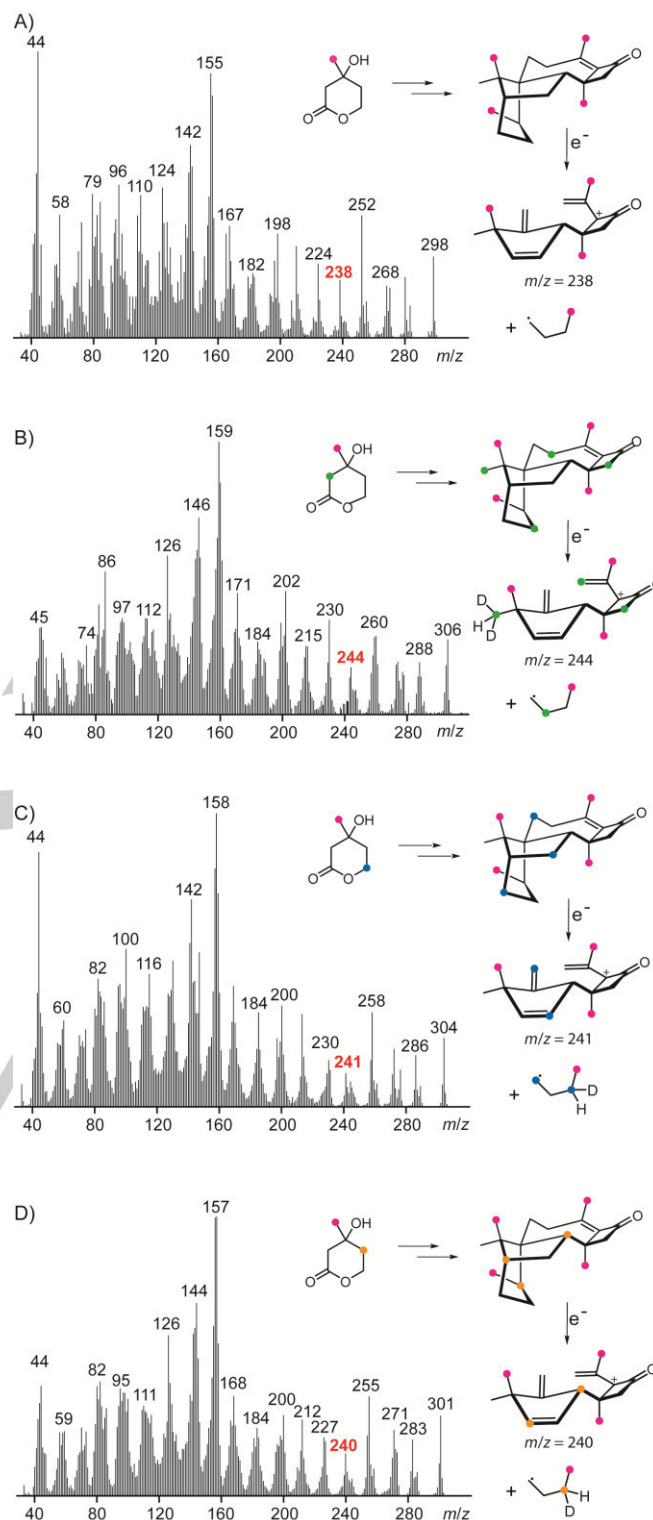 A)
44
155
142
58
79
96
110
124
167
198
182
224
238
252
268
298
40 80 120 160 200 240 280 m/z
OH
O
O
O
e-
O
m/z = 238
+
B)
159
146
126
86
45
74
97
112
171
184
202
215
230
244
260
288
306
40 80 120 160 200 240 280 m/z
OH
O
O
O
e-
D
H
D
O
m/z = 244
+
C)
158
44
142
100
82
116
60
184
200
230
241
258
286
304
40 80 120 160 200 240 280 m/z
OH
O
O
O
e-
O
m/z = 241
+
D
H
D)
157
144
126
44
59
82
95
111
168
184
200
212
227
240
255
271
283
301
40 80 120 160 200 240 280 m/z
OH
O
O
O
e-
O
m/z = 240
+
H
D